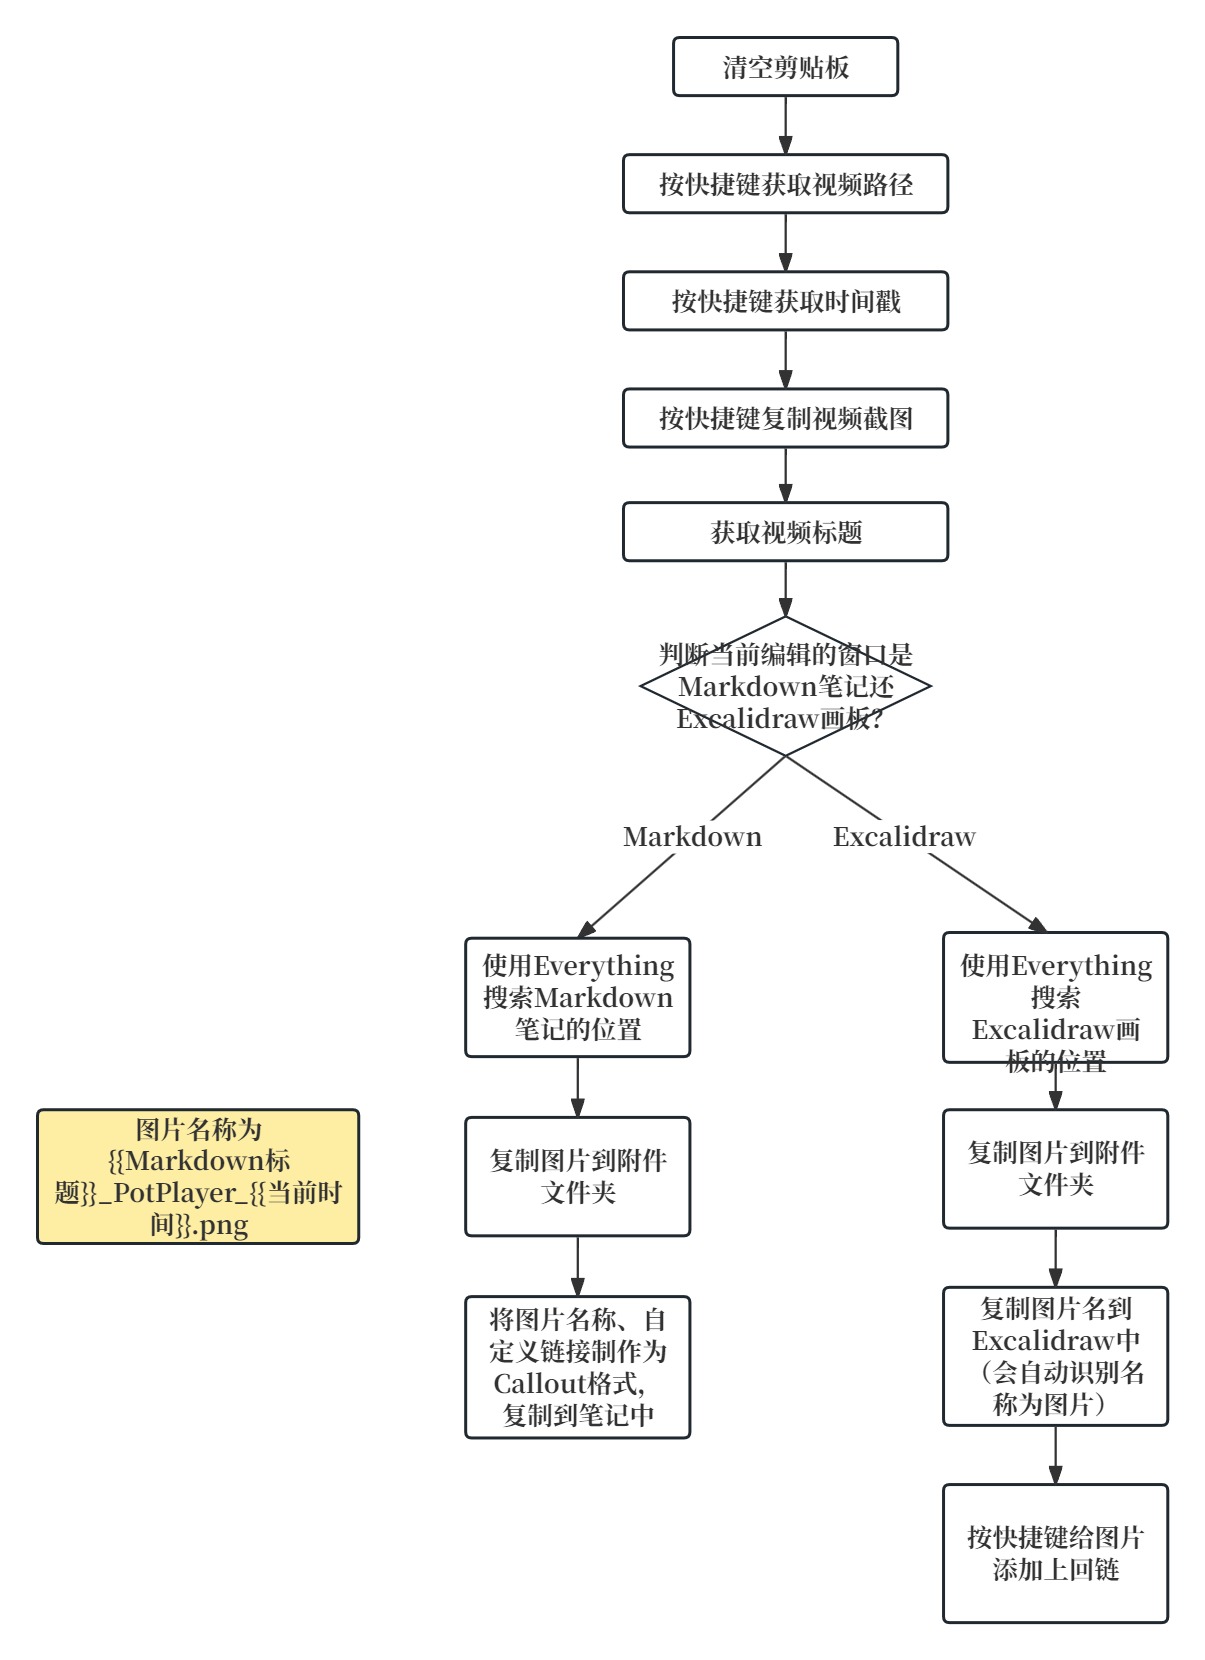 清空剪贴板
按快捷键获取视频路径
按快捷键获取时间戳
按快捷键复制视频截图
获取视频标题
判断当前编辑的窗口是
Markdown笔记还
Excalidraw画板?
Markdown
Excalidraw
使用Everything
搜索Markdown
笔记的位置
使用Everything
搜索
Excalidraw画
板的位置
图片名称为
{{Markdown标
题}}_PotPlayer_{{当前时
间}}.png
复制图片到附件
文件夹
复制图片到附件
文件夹
将图片名称、自
定义链接制作为
Callout格式,
复制到笔记中
复制图片名到
Excalidraw中
（会自动识别名
称为图片）
按快捷键给图片
添加上回链